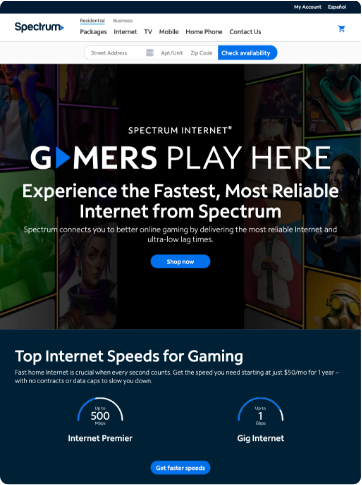 My Account Español
Residential Business
Spectrum
Packages Internet TV Mobile Home Phone Contact Us
Street Address Apt/Unit Zip Code Check availability
SPECTRUM INTERNET®
GAMERS PLAY HERE
Experience the Fastest, Most Reliable
Internet from Spectrum
Spectrum connects you to better online gaming by delivering the most reliable Internet and
ultra-low lag times.
Shop now
Top Internet Speeds for Gaming
Fast home internet is crucial when every second counts. Get the speed you need starting at just $50/mo for 1 year –
with no contracts or data caps to slow you down.
Up to
500
Mbps
Internet Premier
Up to
1
Gbps
Gig Internet
Get faster speeds